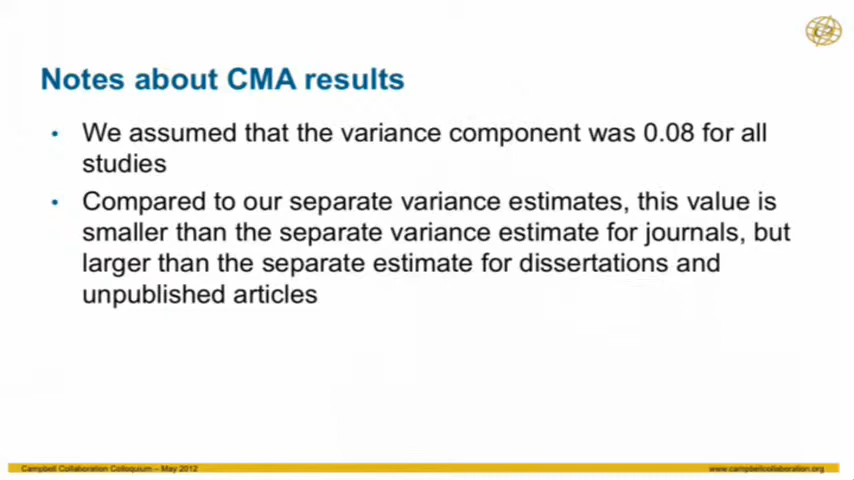 Notes about CMA results
• We assumed that the variance component was 0.08 for all
studies
• Compared to our separate variance estimates, this value is
smaller than the separate variance estimate for journals, but
larger than the separate estimate for dissertations and
unpublished articles
Campbell Collaboration Colloquium – May 2012
www.campbellcollaboration.org